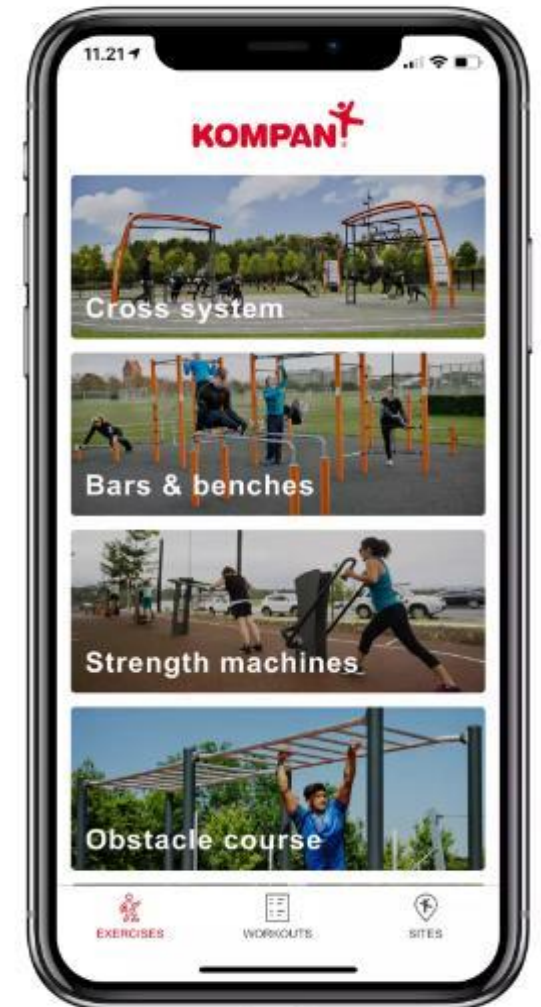 11.21
KOMPAN
Cross system
Bars & benches
Strength machines
Obstacle course
EXERCISES
WORKOUTS
SITES